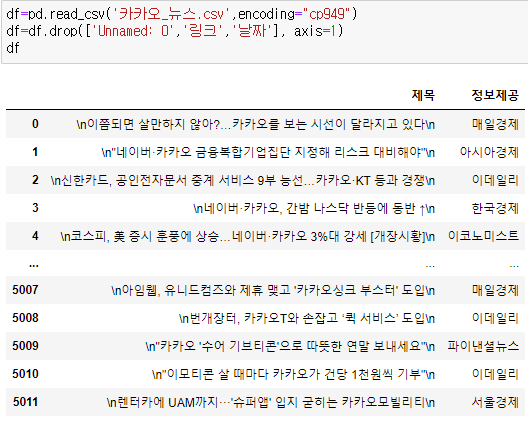 df=pd.read_csv('카카오_뉴스.csv',encoding="cp949")
df=df.drop(['Unnamed: 0','링크','날짜'], axis=1)
df
제목 정보제공
0 \n이쯤되면 살만하지 않아?…카카오를 보는 시선이 달라지고 있다\n 매일경제
1 \n"네이버·카카오 금융복합기업집단 지정해 리스크 대비해야"\n 아시아경제
2 \n신한카드, 공인전자문서 중계 서비스 9부 능선…카카오·KT 등과 경쟁\n 이데일리
3 \n네이버·카카오, 간밤 나스닥 반등에 동반 ↑\n 한국경제
4 \n코스피, 美 증시 훈풍에 상승…네이버·카카오 3%대 강세 [개장시황]\n 이코노미스트
... ... ...
5007 \n아임웹, 유니드컴즈와 제휴 맺고 '카카오싱크 부스터' 도입\n 매일경제
5008 \n번개장터, 카카오T와 손잡고 ‘퀵 서비스’ 도입\n 이데일리
5009 \n"카카오 '수어 기브티콘'으로 따뜻한 연말 보내세요"\n 파이낸셜뉴스
5010 \n"이모티콘 살 때마다 카카오가 건당 1천원씩 기부"\n 이데일리
5011 \n렌터카에 UAM까지…'슈퍼앱' 입지 굳히는 카카오모빌리티\n 서울경제